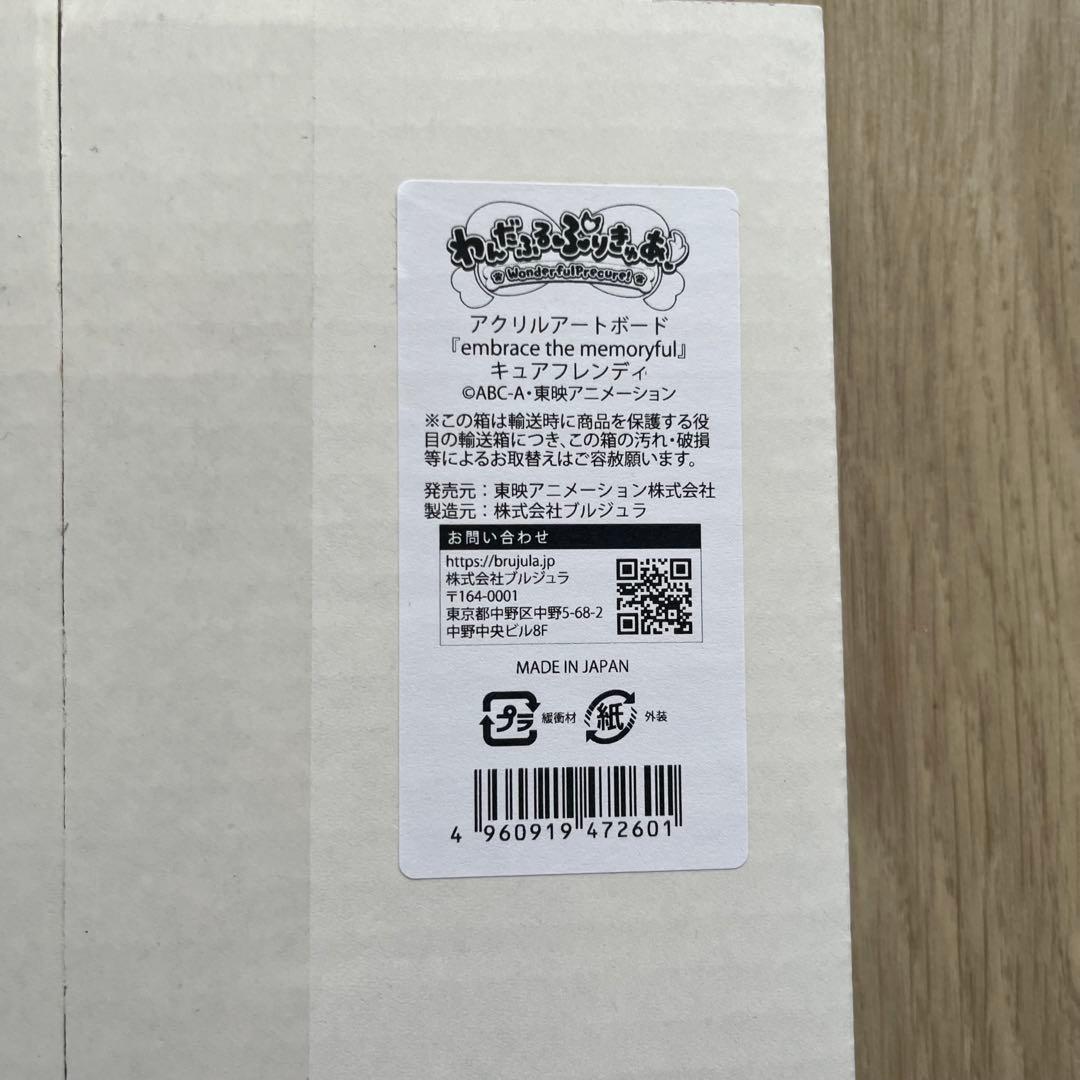 わんだふるぷりきゅあ!
WonderfulPrecure!
アクリルアートボード
『embrace the memoryful』
キュアフレンディ
©ABC-A・東映アニメーション
※この箱は輸送時に商品を保護する役
目の輸送箱につき、この箱の汚れ・破損
等によるお取替えはご容赦願います。
発売元：東映アニメーション株式会社
製造元：株式会社ブルジュラ
お問い合わせ
https://brujula.jp
株式会社ブルジュラ
〒164-0001
東京都中野区中野5-68-2
中野中央ビル8F
MADE IN JAPAN
プラ 緩衝材 紙 外装
4 960919 472601